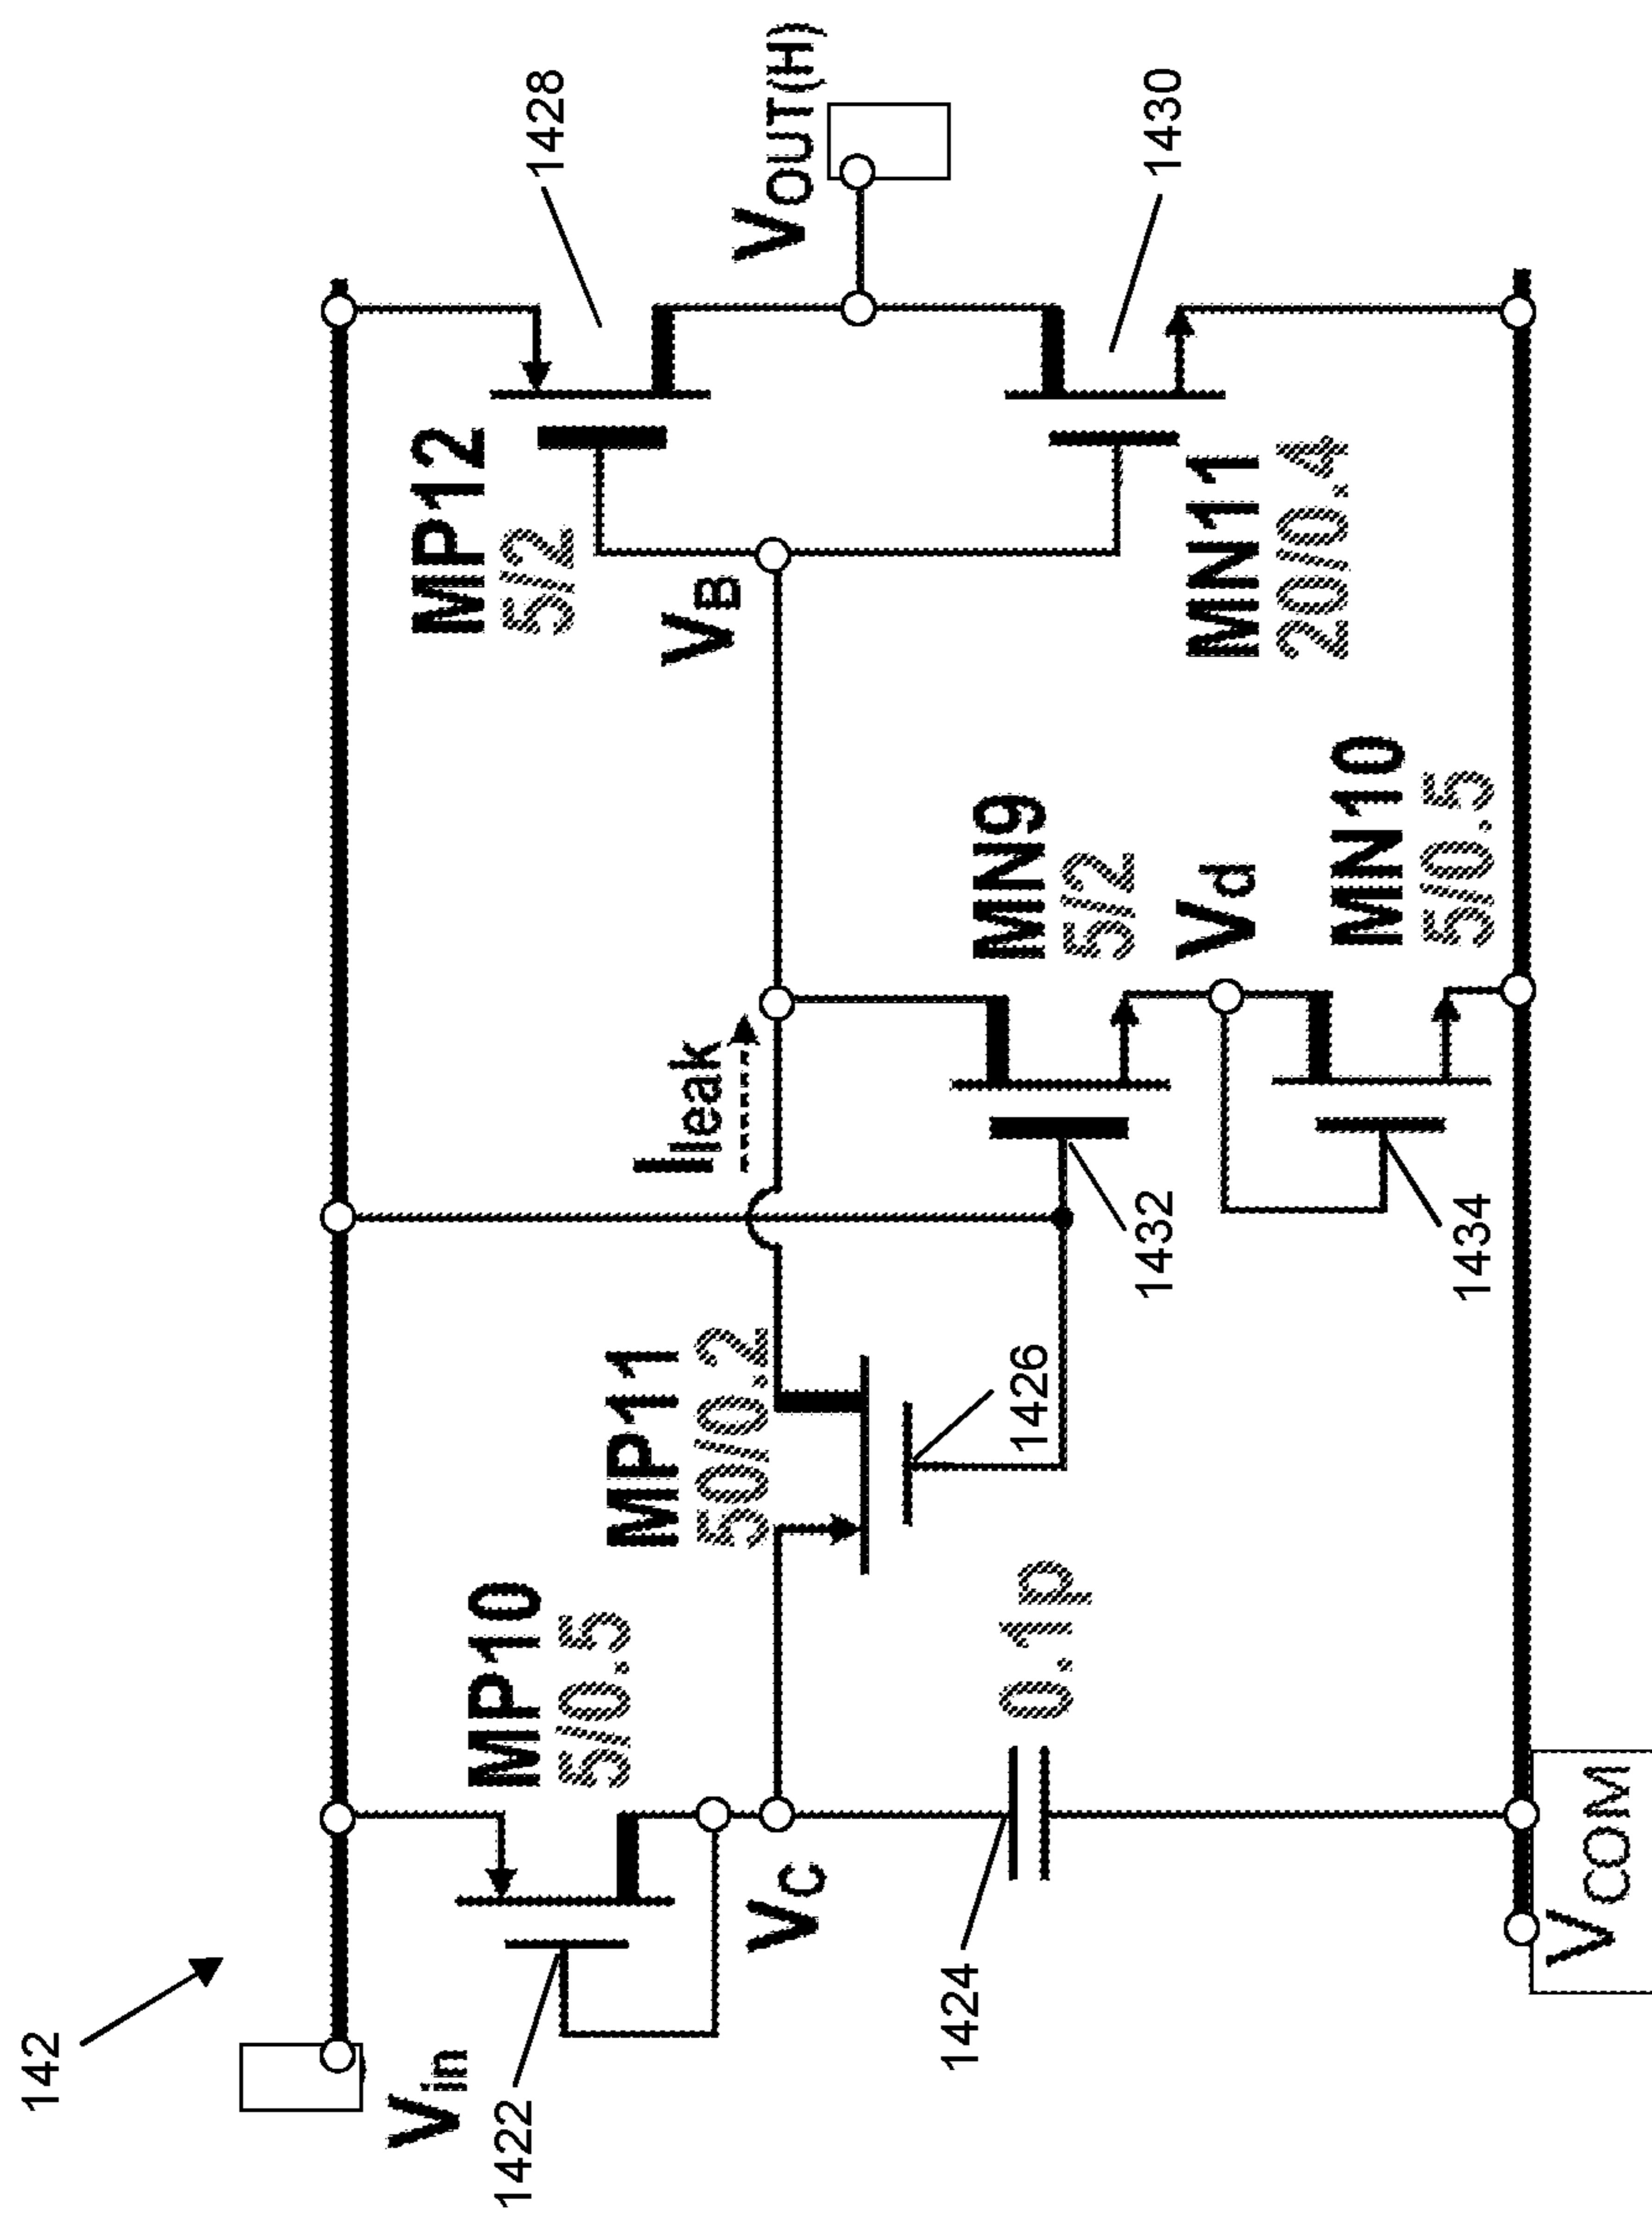 142
Vin
1422
MP10
5/0.5
VC
1424
0.1p
MP11
50/0.2
1426
Ileak
MN9
5/2
1432
Vd
MN10
5/0.5
1434
VB
MP12
5/2
1428
VOUT(H)
MN11
20/0.4
1430
VCOM